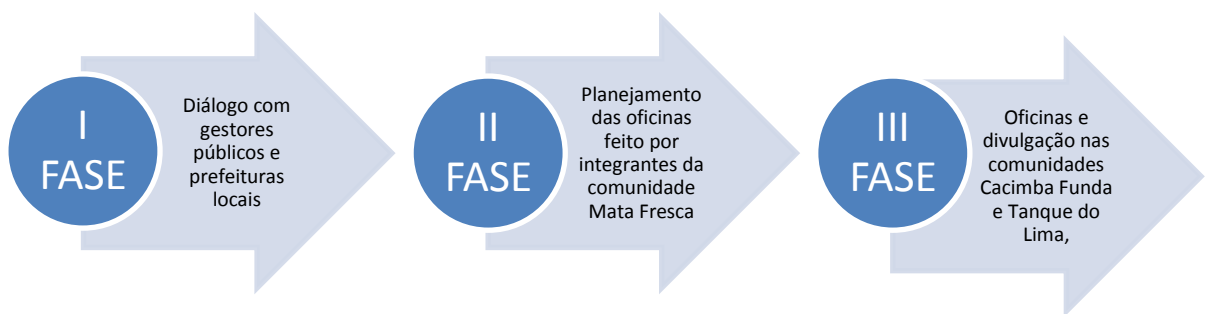 I
FASE
Diálogo com
gestores
públicos e
prefeituras
locais
II
FASE
Planejamento
das oficinas
feito por
integrantes da
comunidade
Mata Fresca
III
FASE
Oficinas e
divulgação nas
comunidades
Cacimba Funda
e Tanque do
Lima,